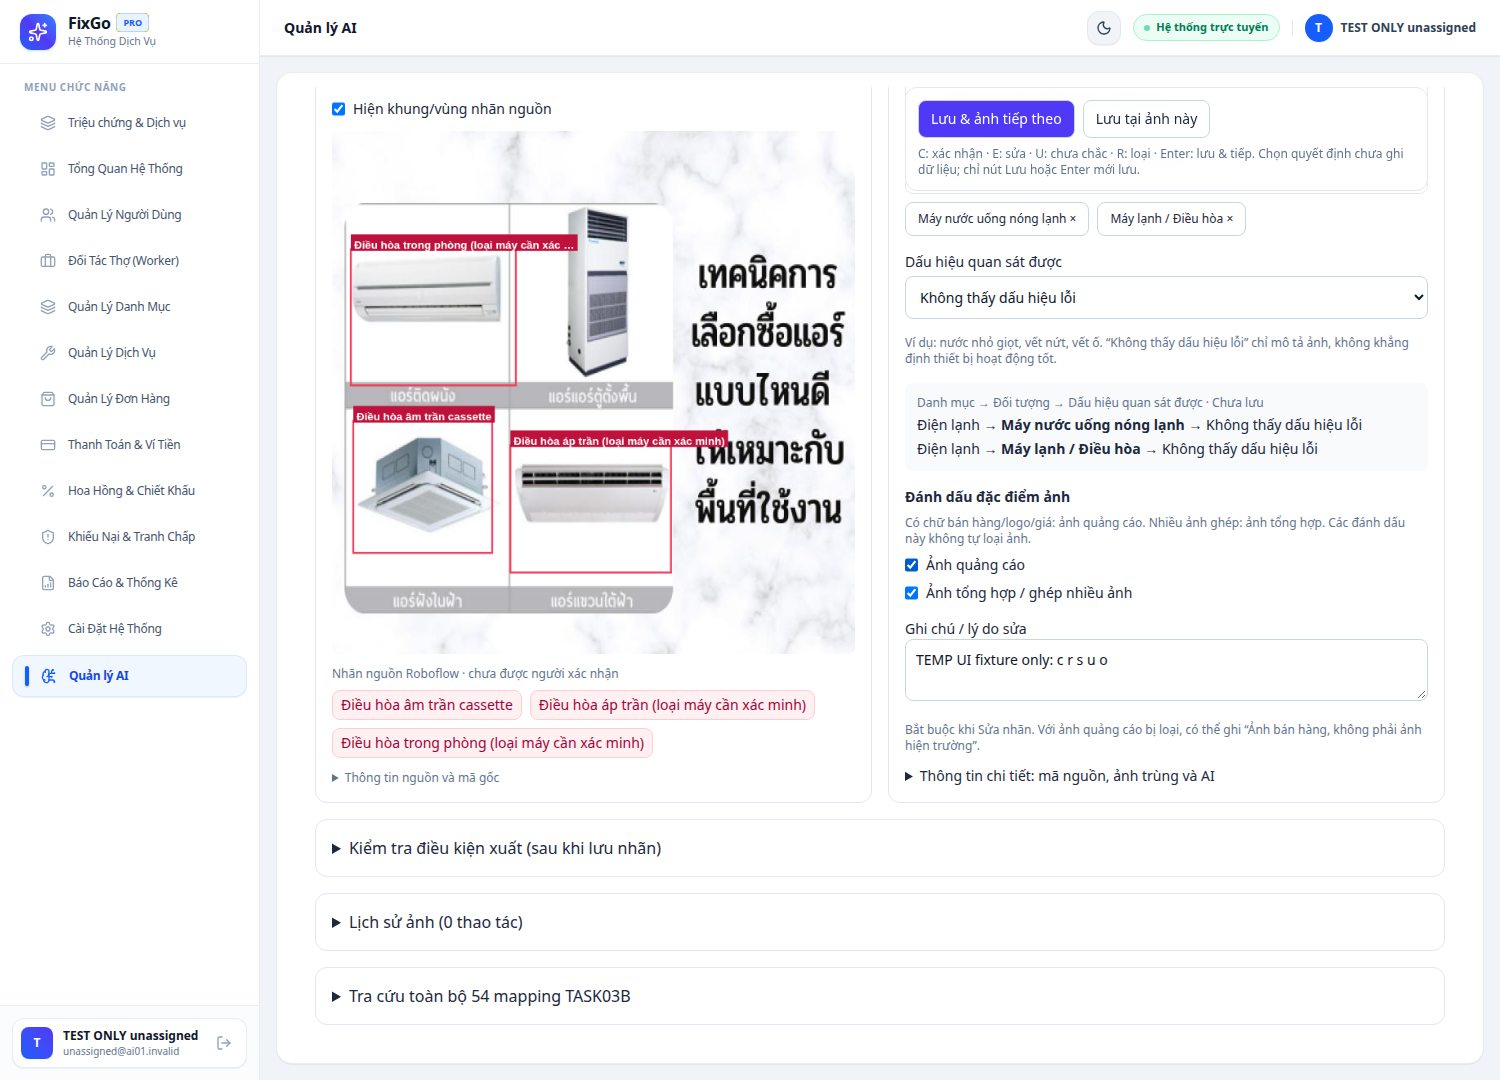 FixGo PRO
Hệ Thống Dịch Vụ
MENU CHỨC NĂNG
Triệu chứng & Dịch vụ
Tổng Quan Hệ Thống
Quản Lý Người Dùng
Đối Tác Thợ (Worker)
Quản Lý Danh Mục
Quản Lý Dịch Vụ
Quản Lý Đơn Hàng
Thanh Toán & Ví Tiền
Hoa Hồng & Chiết Khấu
Khiếu Nại & Tranh Chấp
Báo Cáo & Thống Kê
Cài Đặt Hệ Thống
Quản lý AI
T
TEST ONLY unassigned
unassigned@ai01.invalid
Quản lý AI
Hệ thống trực tuyến
T
TEST ONLY unassigned
Hiện khung/vùng nhãn nguồn
Điều hòa trong phòng (loại máy cần xác ...
แอร์ติดผนัง
แอร์แอร์ตู้ตั้งพื้น
Điều hòa âm trần cassette
Điều hòa áp trần (loại máy cần xác minh)
แอร์ฝังในฝ้า
แอร์แขวนใต้ฝ้า
เทคนิคการ
เลือกซื้อแอร์
แบบไหนดี
ให้เหมาะกับ
พื้นที่ใช้งาน
Nhãn nguồn Roboflow · chưa được người xác nhận
Điều hòa âm trần cassette
Điều hòa áp trần (loại máy cần xác minh)
Điều hòa trong phòng (loại máy cần xác minh)
Thông tin nguồn và mã gốc
Lưu & ảnh tiếp theo
Lưu tại ảnh này
C: xác nhận · E: sửa · U: chưa chắc · R: loại · Enter: lưu & tiếp. Chọn quyết định chưa ghi
dữ liệu; chỉ nút Lưu hoặc Enter mới lưu.
Máy nước uống nóng lạnh ×
Máy lạnh / Điều hòa ×
Dấu hiệu quan sát được
Không thấy dấu hiệu lỗi
Ví dụ: nước nhỏ giọt, vết nứt, vết ố. “Không thấy dấu hiệu lỗi” chỉ mô tả ảnh, không khẳng
định thiết bị hoạt động tốt.
Danh mục → Đối tượng → Dấu hiệu quan sát được · Chưa lưu
Điện lạnh → Máy nước uống nóng lạnh → Không thấy dấu hiệu lỗi
Điện lạnh → Máy lạnh / Điều hòa → Không thấy dấu hiệu lỗi
Đánh dấu đặc điểm ảnh
Có chữ bán hàng/logo/giá: ảnh quảng cáo. Nhiều ảnh ghép: ảnh tổng hợp. Các đánh dấu
này không tự loại ảnh.
Ảnh quảng cáo
Ảnh tổng hợp / ghép nhiều ảnh
Ghi chú / lý do sửa
TEMP UI fixture only: c r s u o
Bắt buộc khi Sửa nhãn. Với ảnh quảng cáo bị loại, có thể ghi “Ảnh bán hàng, không phải ảnh
hiện trường”.
Thông tin chi tiết: mã nguồn, ảnh trùng và AI
Kiểm tra điều kiện xuất (sau khi lưu nhãn)
Lịch sử ảnh (0 thao tác)
Tra cứu toàn bộ 54 mapping TASK03B